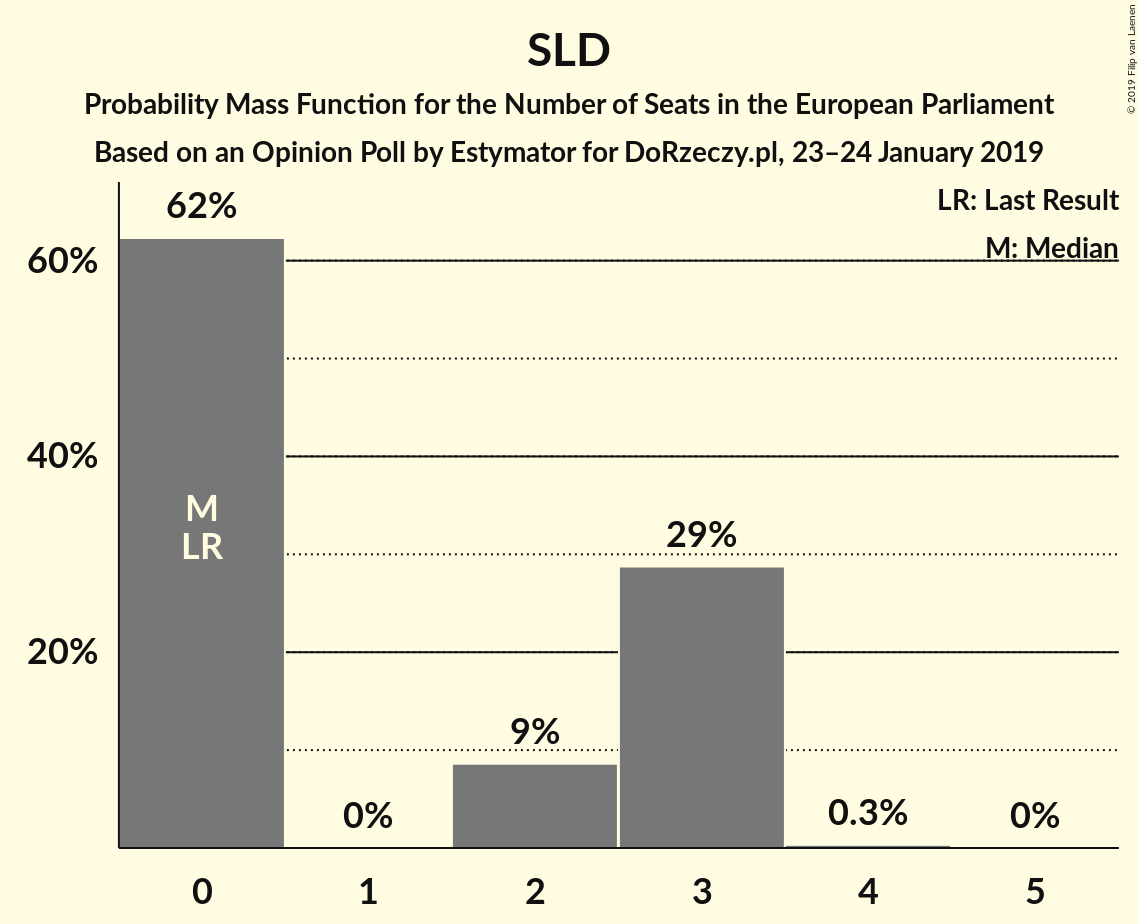 SLD
Probability Mass Function for the Number of Seats in the European Parliament
Based on an Opinion Poll by Estymator for DoRzeczy.pl, 23–24 January 2019
© 2019 Filip van Laenen
LR: Last Result
M: Median
62%
60%
40%
20%
M
LR
0%
9%
29%
0.3%
0%
0 1 2 3 4 5